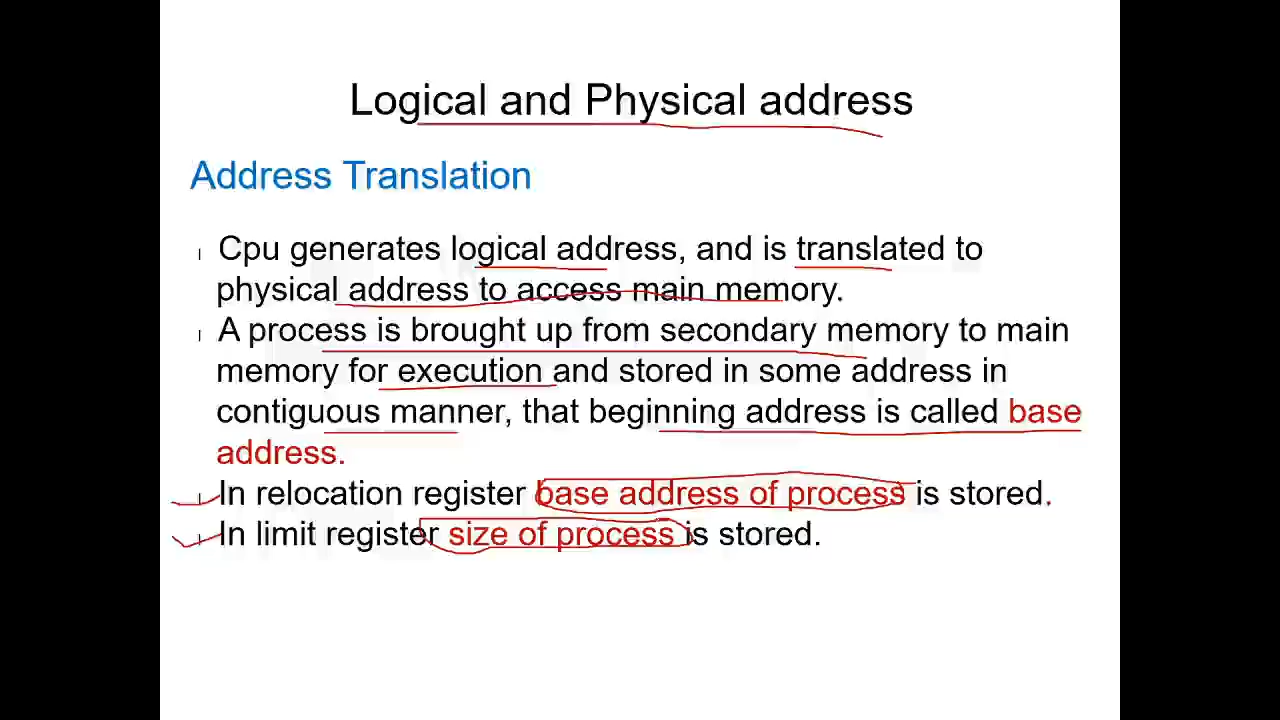 Logical and Physical address
Address Translation
Cpu generates logical address, and is translated to
physical address to access main memory.
A process is brought up from secondary memory to main
memory for execution and stored in some address in
contiguous manner, that beginning address is called base
address.
In relocation register base address of process is stored.
In limit register size of process is stored.